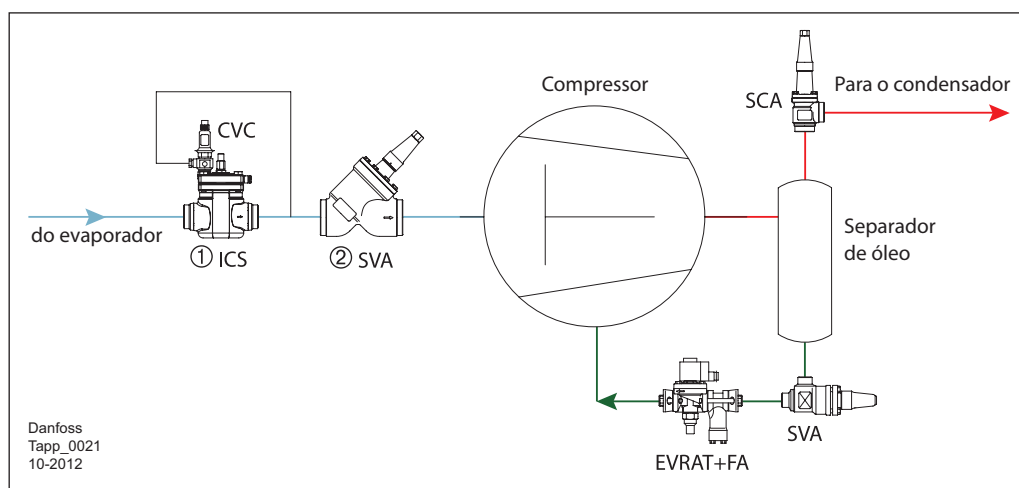 Compressor
SCA
Para o condensador
CVC
do evaporador
① ICS
② SVA
Separador
de óleo
SVA
EVRAT+FA
Danfoss
Tapp_0021
10-2012